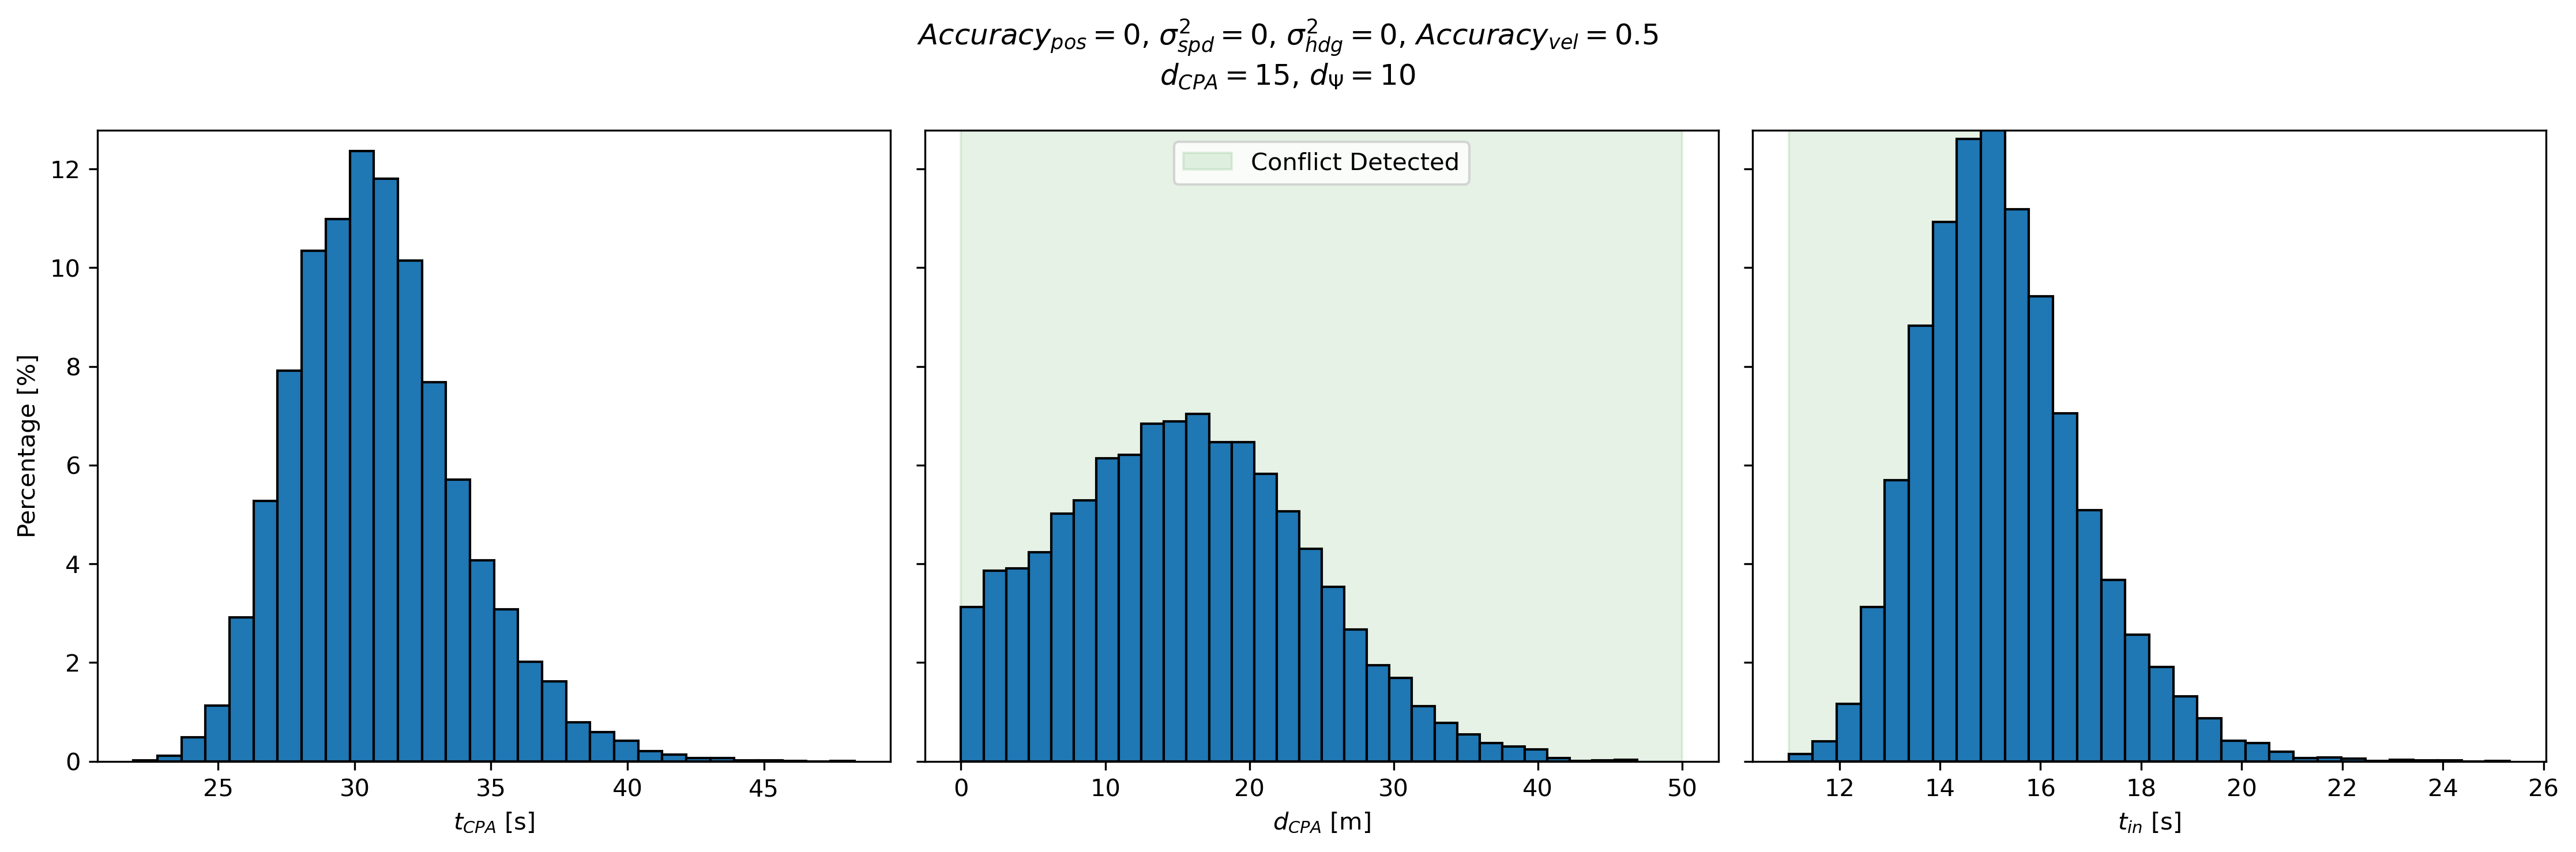 Accuracy_pos = 0, σ²_spd = 0, σ²_hdg = 0, Accuracy_vel = 0.5
d_CPA = 15, d_Ψ = 10
Percentage [%]
12
10
8
6
4
2
0
25 30 35 40 45
t_CPA [s]
Conflict Detected
0 10 20 30 40 50
d_CPA [m]
12 14 16 18 20 22 24 26
t_in [s]